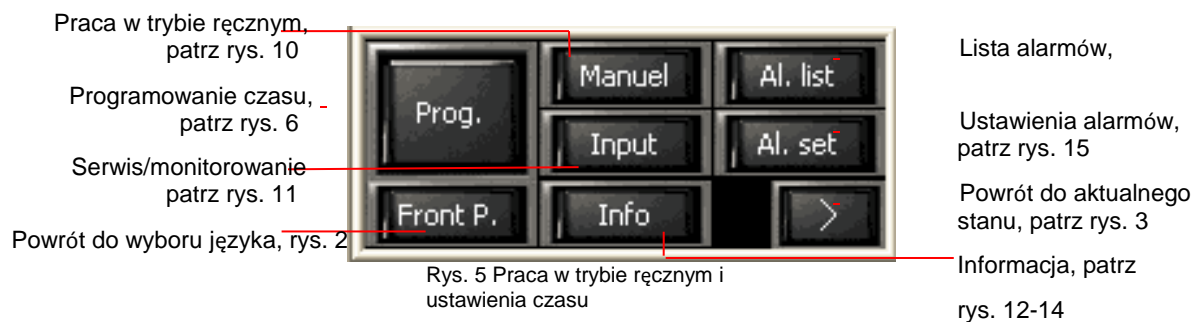 Praca w trybie ręcznym,
patrz rys. 10
Programowanie czasu,
patrz rys. 6
Serwis/monitorowanie
patrz rys. 11
Powrót do wyboru języka, rys. 2
Prog.
Manuel
Al. list
Input
Al. set
Front P.
Info
>
Lista alarmów,
Ustawienia alarmów,
patrz rys. 15
Powrót do aktualnego
stanu, patrz rys. 3
Informacja, patrz
rys. 12-14
Rys. 5 Praca w trybie ręcznym i
ustawienia czasu